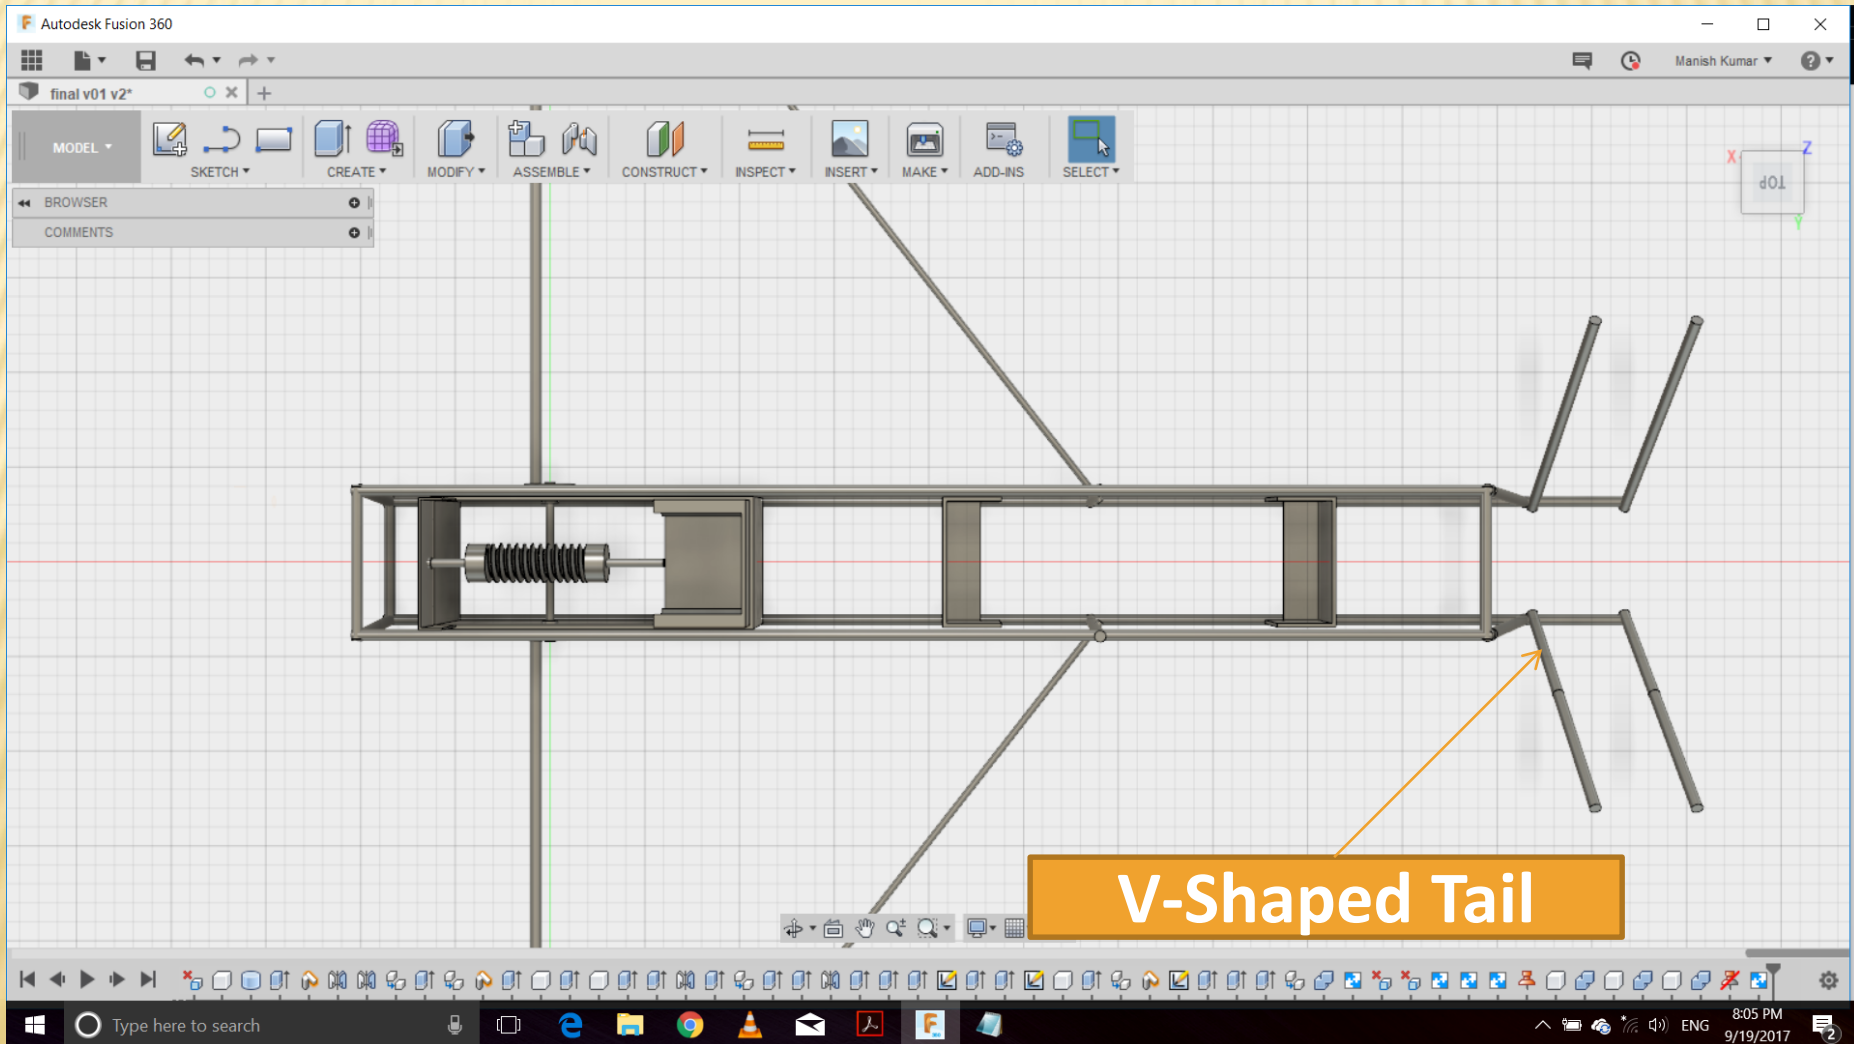 Autodesk Fusion 360
Manish Kumar
final v01 v2*
MODEL
SKETCH
CREATE
MODIFY
ASSEMBLE
CONSTRUCT
INSPECT
INSERT
MAKE
ADD-INS
SELECT
X
Z
TOP
Y
BROWSER
COMMENTS
V-Shaped Tail
Type here to search
ENG
8:05 PM
9/19/2017
2